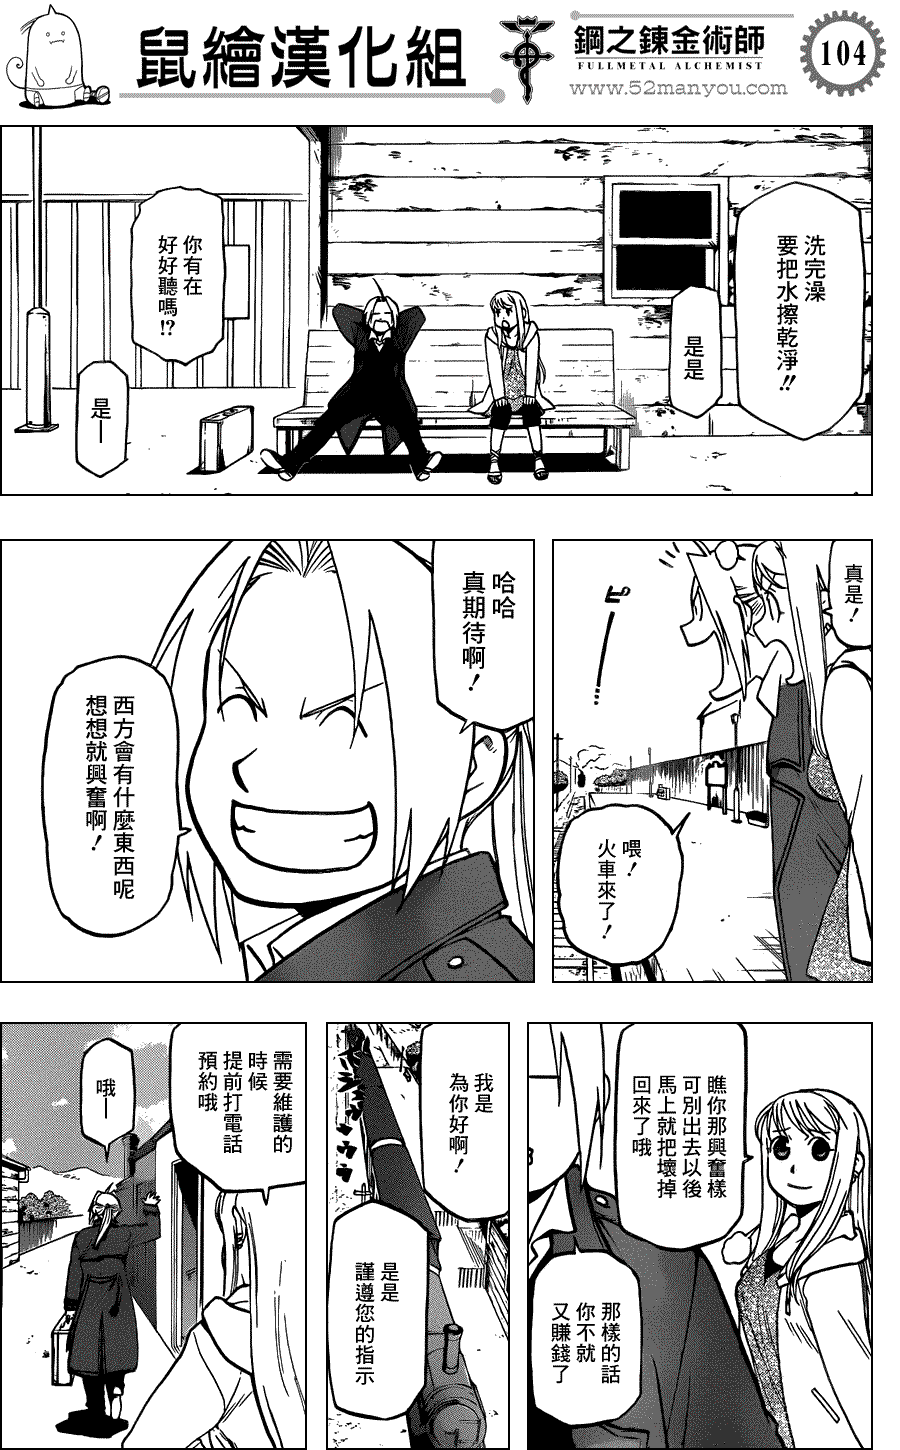 鼠繪漢化組
鋼之鍊金術師
FULLMETAL ALCHEMIST
www.52manyou.com
104
洗完澡
要把水擦乾淨!!
是是
你有在
好好聽嗎!?
是—
真是！
ピ—…
喂！
火車來了！
哈哈
真期待啊！
西方會有什麼東西呢
想想就興奮啊！
瞧你那興奮樣
可別出去以後
馬上就把壞掉
回來了哦
那樣的話
你不就
又賺錢了
我是
為你好啊！
是是
謹遵您的指示
需要維護的
時候
提前打電話
預約哦
哦—